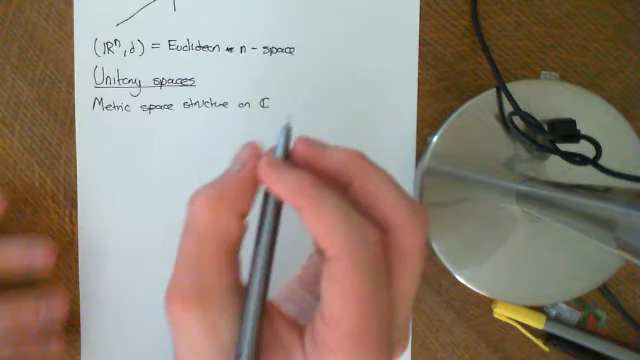 (ℝⁿ, d) = Euclidean n - space
Unitary spaces
Metric space structure on ℂ